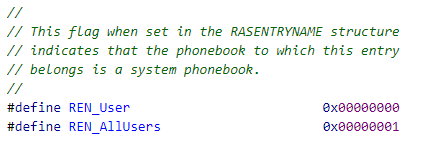 //
// This flag when set in the RASENTRYNAME structure
// indicates that the phonebook to which this entry
// belongs is a system phonebook.
//
#define REN_User 0x00000000
#define REN_AllUsers 0x00000001